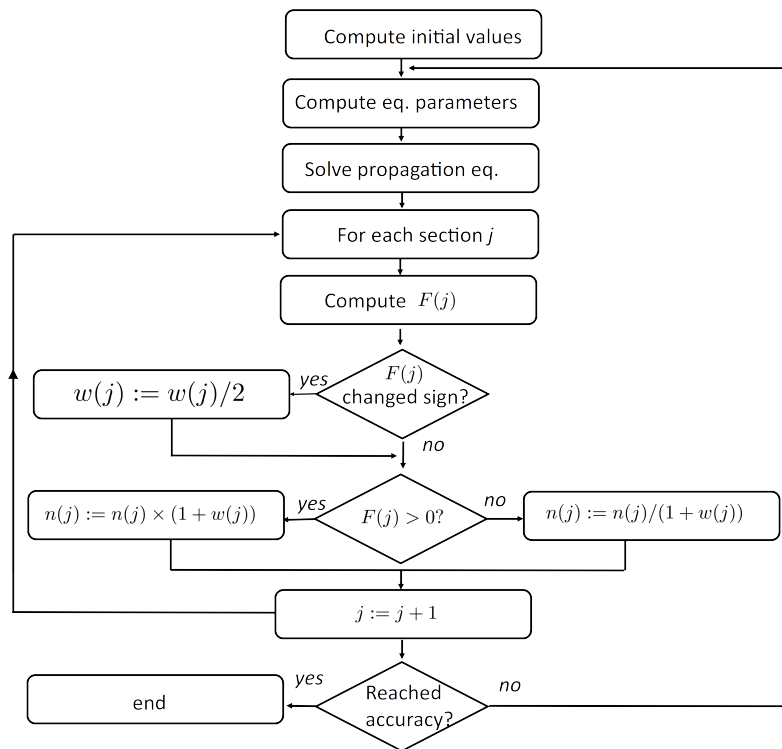 Compute initial values
Compute eq. parameters
Solve propagation eq.
For each section j
Compute F(j)
F(j)
changed sign?
yes
w(j) := w(j)/2
no
F(j) > 0?
yes
n(j) := n(j) × (1 + w(j))
no
n(j) := n(j)/(1 + w(j))
j := j + 1
Reached
accuracy?
yes
end
no